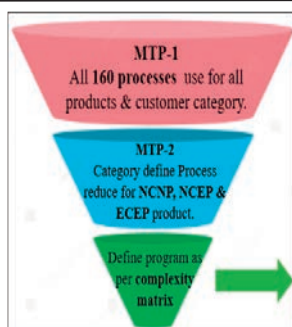 MTP-1
All 160 processes use for all
products & customer category.
MTP-2
Category define Process
reduce for NCNP, NCEP &
ECEP product.
Define program as
per complexity
matrix